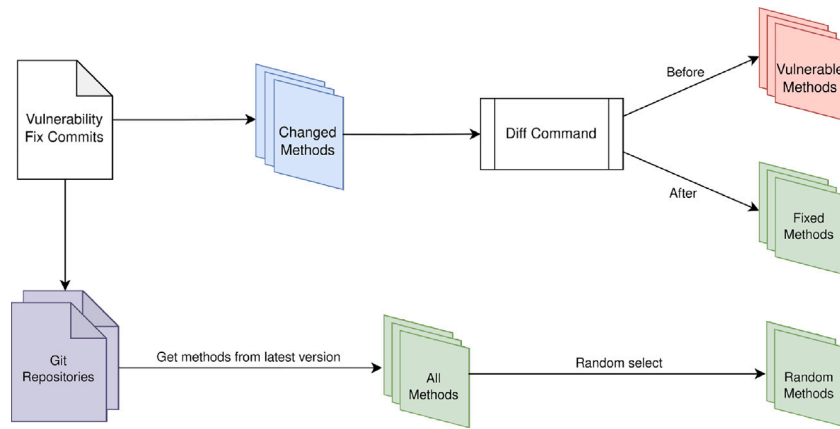 Vulnerability
Fix Commits
Changed
Methods
Diff Command
Before
Vulnerable
Methods
After
Fixed
Methods
Git
Repositories
Get methods from latest version
All
Methods
Random select
Random
Methods